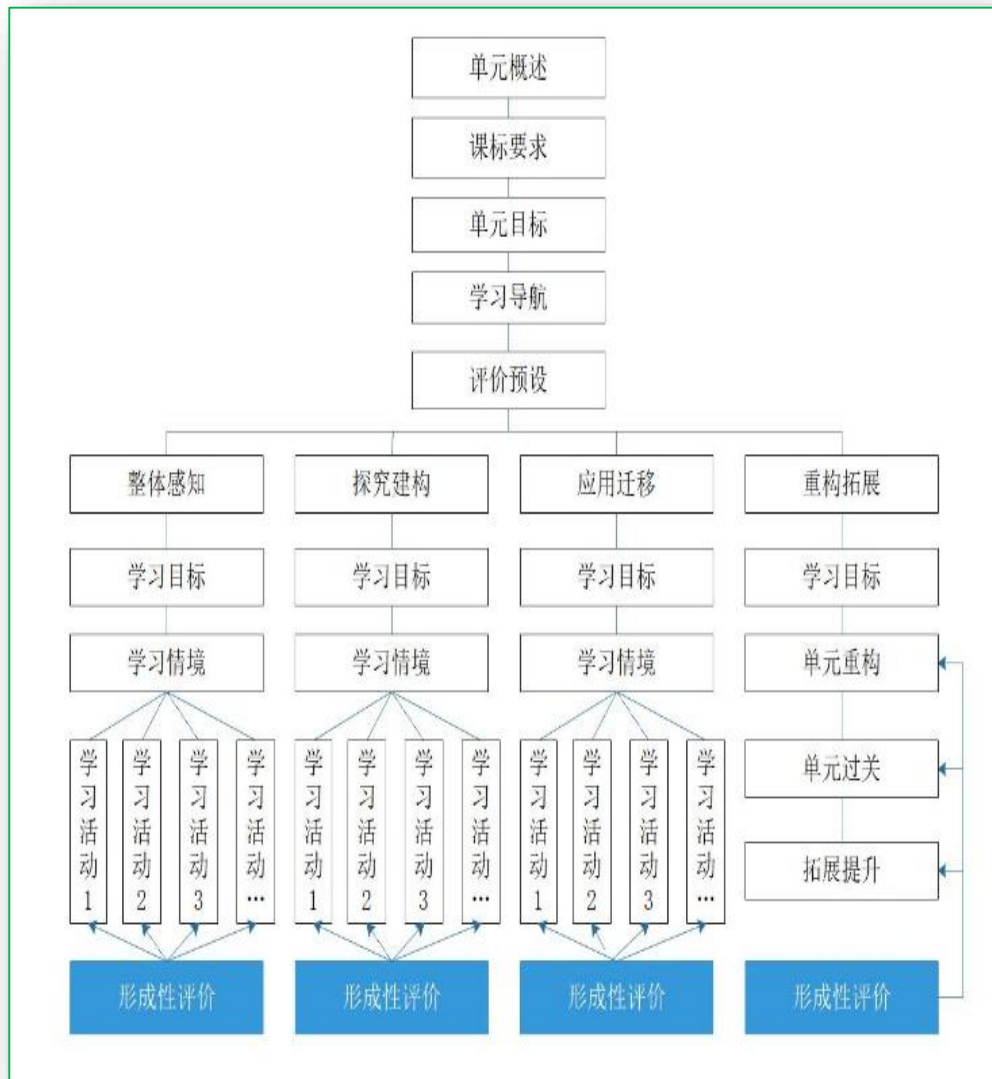 单元概述
课标要求
单元目标
学习导航
评价预设
整体感知
探究建构
应用迁移
重构拓展
学习目标
学习目标
学习目标
学习目标
学习情境
学习情境
学习情境
单元重构
学习活动1
学习活动2
学习活动3
学习活动…
学习活动1
学习活动2
学习活动3
学习活动…
学习活动1
学习活动2
学习活动3
学习活动…
单元过关
拓展提升
形成性评价
形成性评价
形成性评价
形成性评价